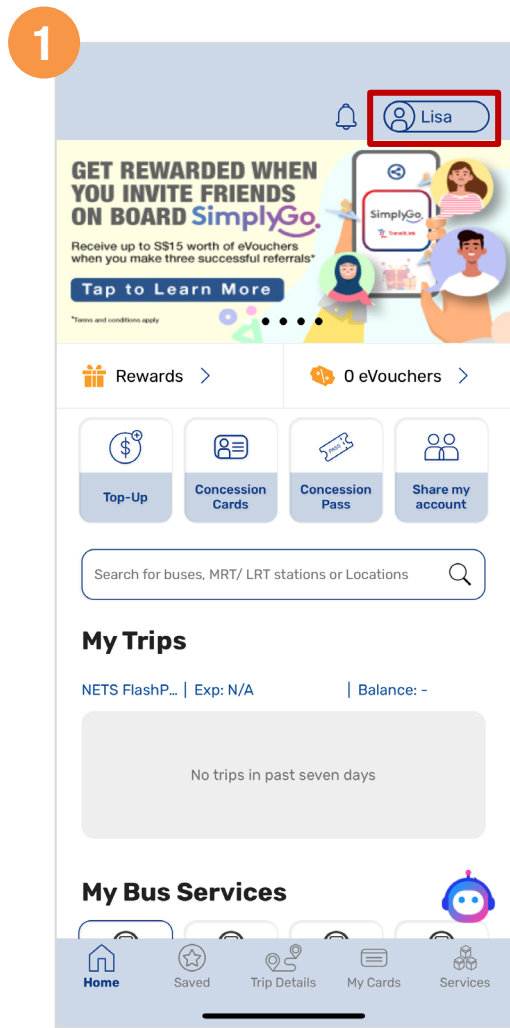 1
Lisa
GET REWARDED WHEN
YOU INVITE FRIENDS
ON BOARD SimplyGo.
Receive up to S$15 worth of eVouchers
when you make three successful referrals*
Tap to Learn More
*Terms and conditions apply
SimplyGo
TransitLink
Rewards
0 eVouchers
Top-Up
Concession
Cards
PASS
Concession
Pass
Share my
account
Search for buses, MRT/ LRT stations or Locations
My Trips
NETS FlashP... | Exp: N/A | Balance: -
No trips in past seven days
My Bus Services
Home
Saved
Trip Details
My Cards
Services